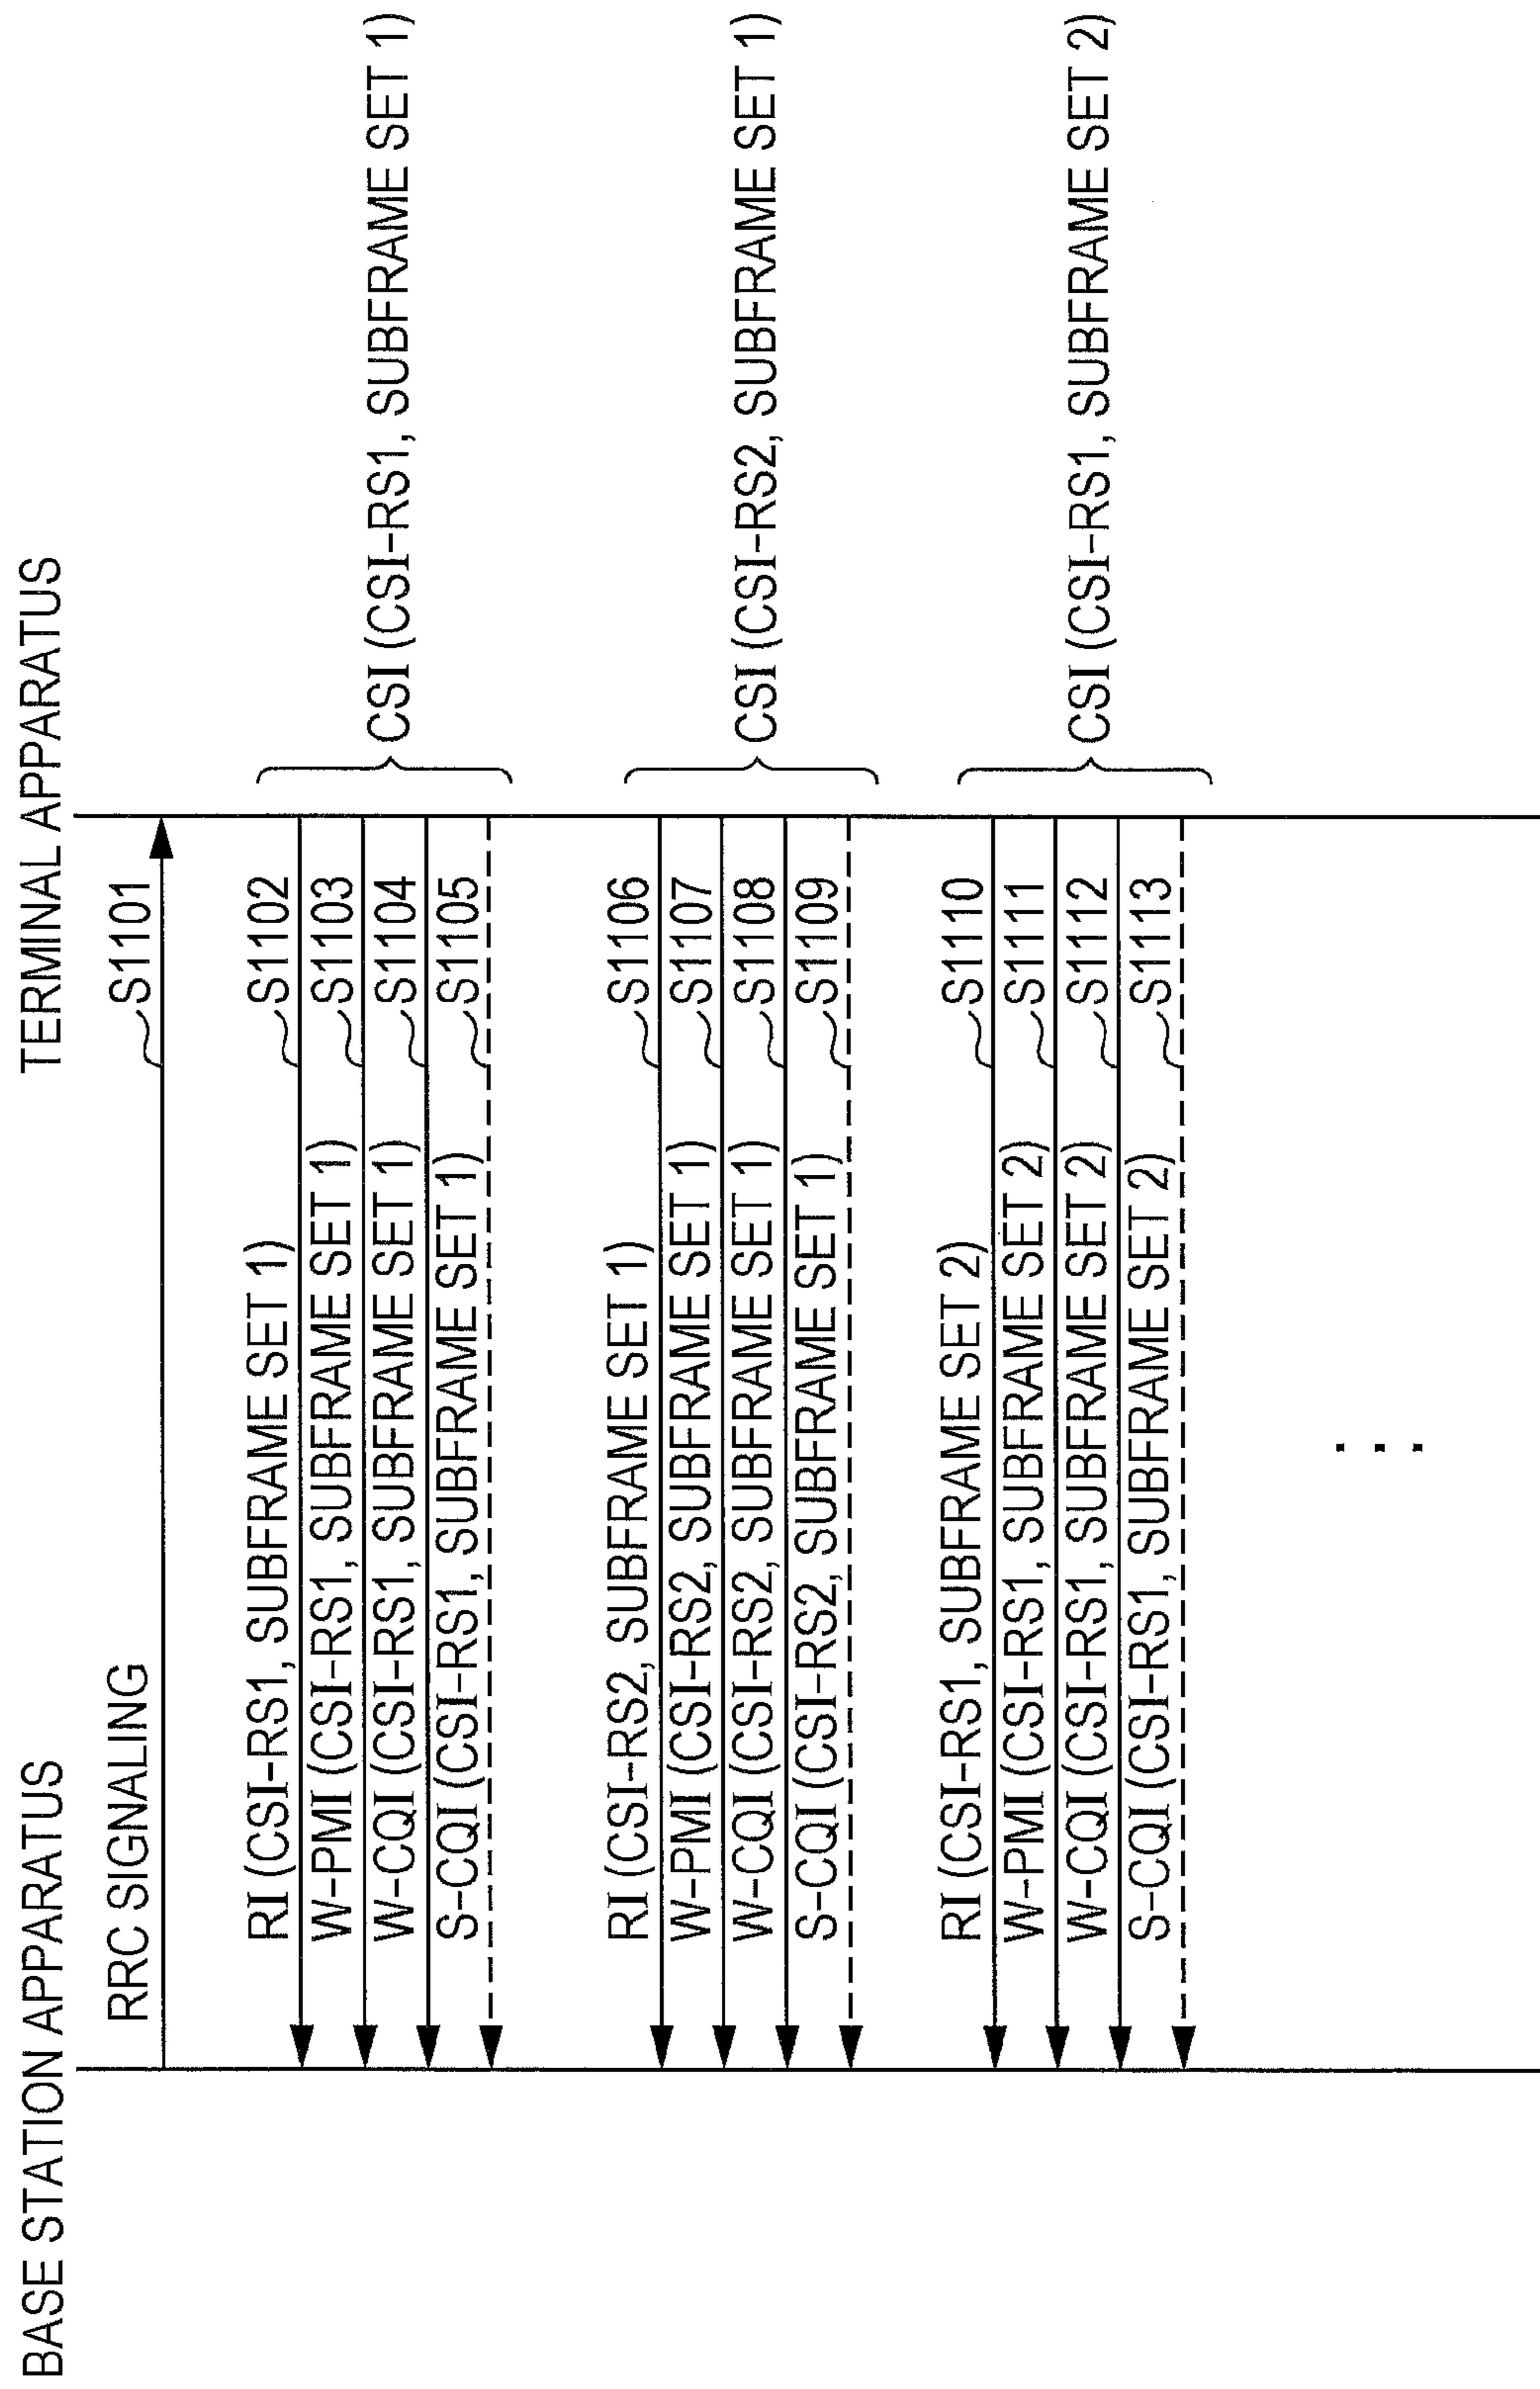 BASE STATION APPARATUS
TERMINAL APPARATUS
RRC SIGNALING
S1101
RI (CSI-RS1, SUBFRAME SET 1)
S1102
W-PMI (CSI-RS1, SUBFRAME SET 1)
S1103
W-CQI (CSI-RS1, SUBFRAME SET 1)
S1104
S-CQI (CSI-RS1, SUBFRAME SET 1)
S1105
CSI (CSI-RS1, SUBFRAME SET 1)
RI (CSI-RS2, SUBFRAME SET 1)
S1106
W-PMI (CSI-RS2, SUBFRAME SET 1)
S1107
W-CQI (CSI-RS2, SUBFRAME SET 1)
S1108
S-CQI (CSI-RS2, SUBFRAME SET 1)
S1109
CSI (CSI-RS2, SUBFRAME SET 1)
RI (CSI-RS1, SUBFRAME SET 2)
S1110
W-PMI (CSI-RS1, SUBFRAME SET 2)
S1111
W-CQI (CSI-RS1, SUBFRAME SET 2)
S1112
S-CQI (CSI-RS1, SUBFRAME SET 2)
S1113
CSI (CSI-RS1, SUBFRAME SET 2)